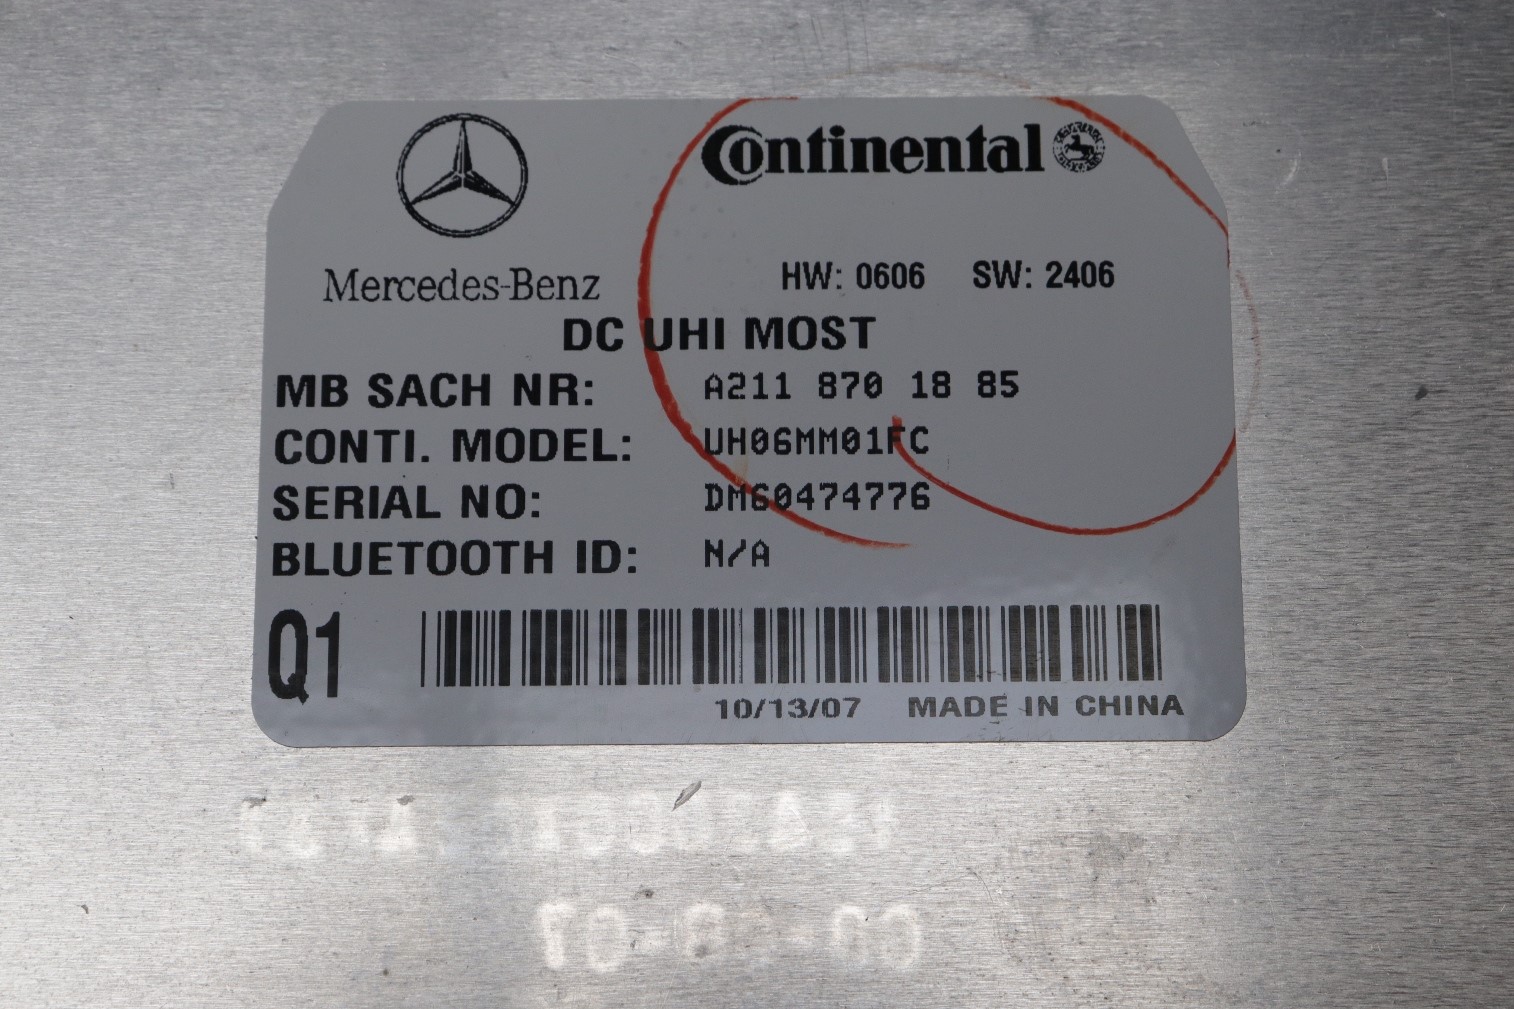 Continental
Mercedes-Benz
HW: 0606 SW: 2406
DC UHI MOST
MB SACH NR: A211 870 18 85
CONTI. MODEL: UH06MM01FC
SERIAL NO: DM60474776
BLUETOOTH ID: N/A
Q1
10/13/07 MADE IN CHINA